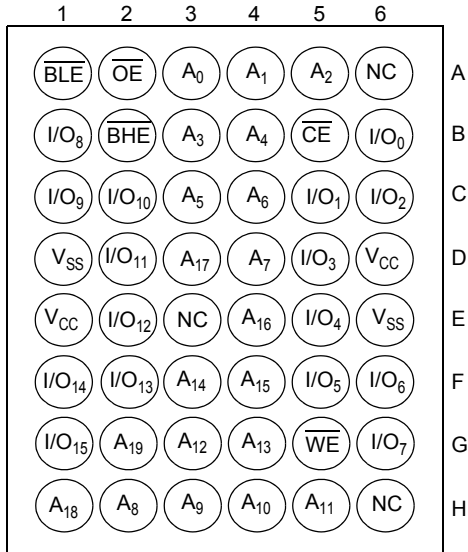 1 2 3 4 5 6
BLE OE A0 A1 A2 NC A
I/O8 BHE A3 A4 CE I/O0 B
I/O9 I/O10 A5 A6 I/O1 I/O2 C
VSS I/O11 A17 A7 I/O3 VCC D
VCC I/O12 NC A16 I/O4 VSS E
I/O14 I/O13 A14 A15 I/O5 I/O6 F
I/O15 A19 A12 A13 WE I/O7 G
A18 A8 A9 A10 A11 NC H